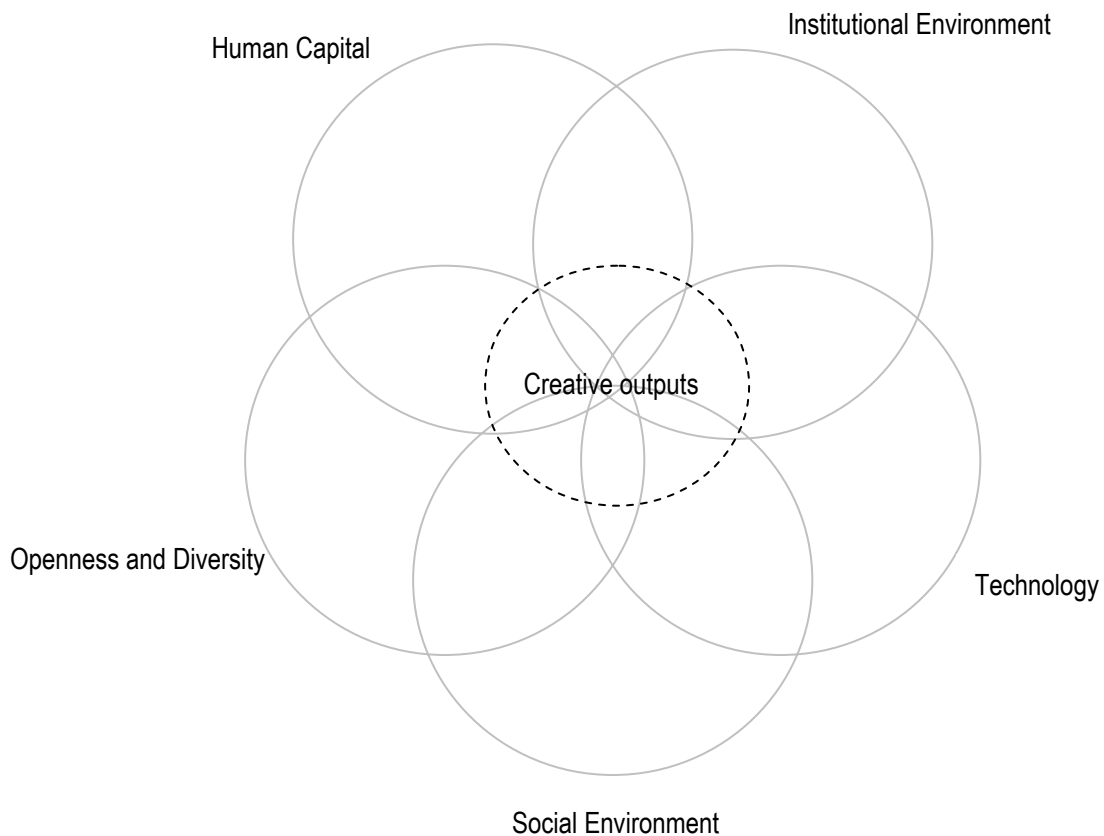 Institutional Environment
Human Capital
Creative outputs
Openness and Diversity
Technology
Social Environment